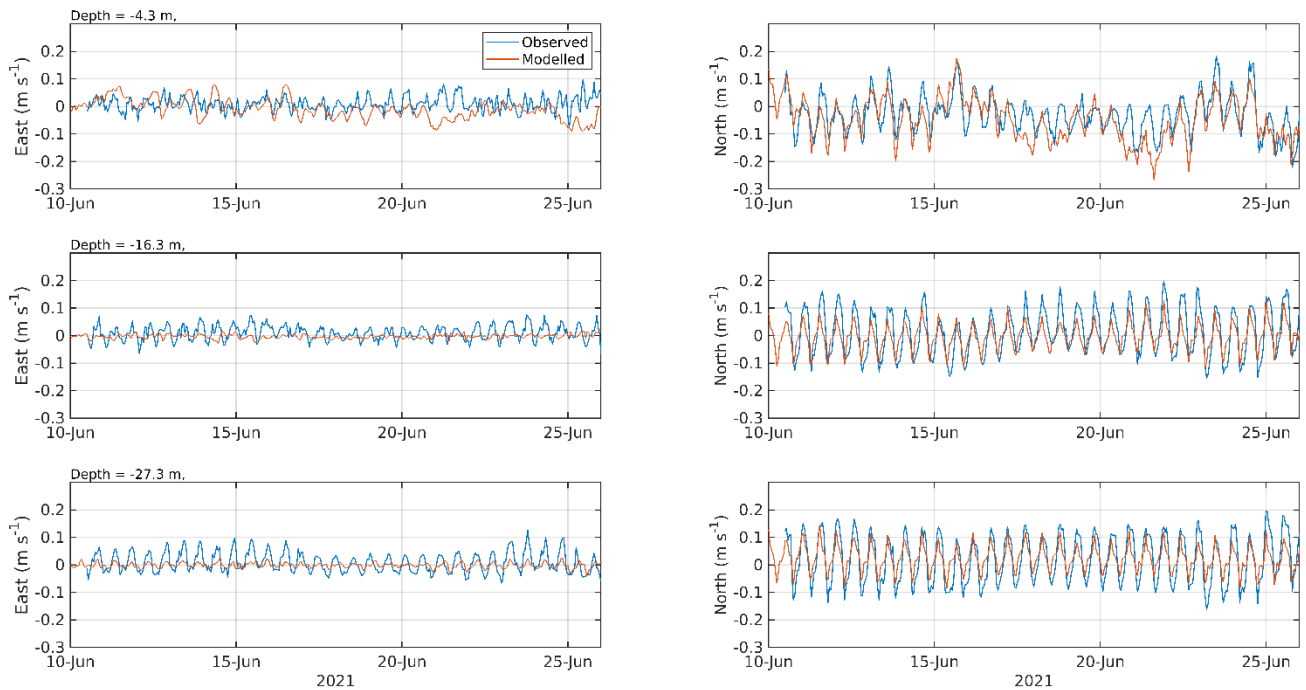 Depth = -4.3 m,
East (m s-1)
0.2
0.1
0
-0.1
-0.2
-0.3
10-Jun
15-Jun
20-Jun
25-Jun
Observed
Modelled
North (m s-1)
0.2
0.1
0
-0.1
-0.2
-0.3
10-Jun
15-Jun
20-Jun
25-Jun
Depth = -16.3 m,
East (m s-1)
0.2
0.1
0
-0.1
-0.2
-0.3
10-Jun
15-Jun
20-Jun
25-Jun
North (m s-1)
0.2
0.1
0
-0.1
-0.2
-0.3
10-Jun
15-Jun
20-Jun
25-Jun
Depth = -27.3 m,
East (m s-1)
0.2
0.1
0
-0.1
-0.2
-0.3
10-Jun
15-Jun
20-Jun
25-Jun
2021
North (m s-1)
0.2
0.1
0
-0.1
-0.2
-0.3
10-Jun
15-Jun
20-Jun
25-Jun
2021